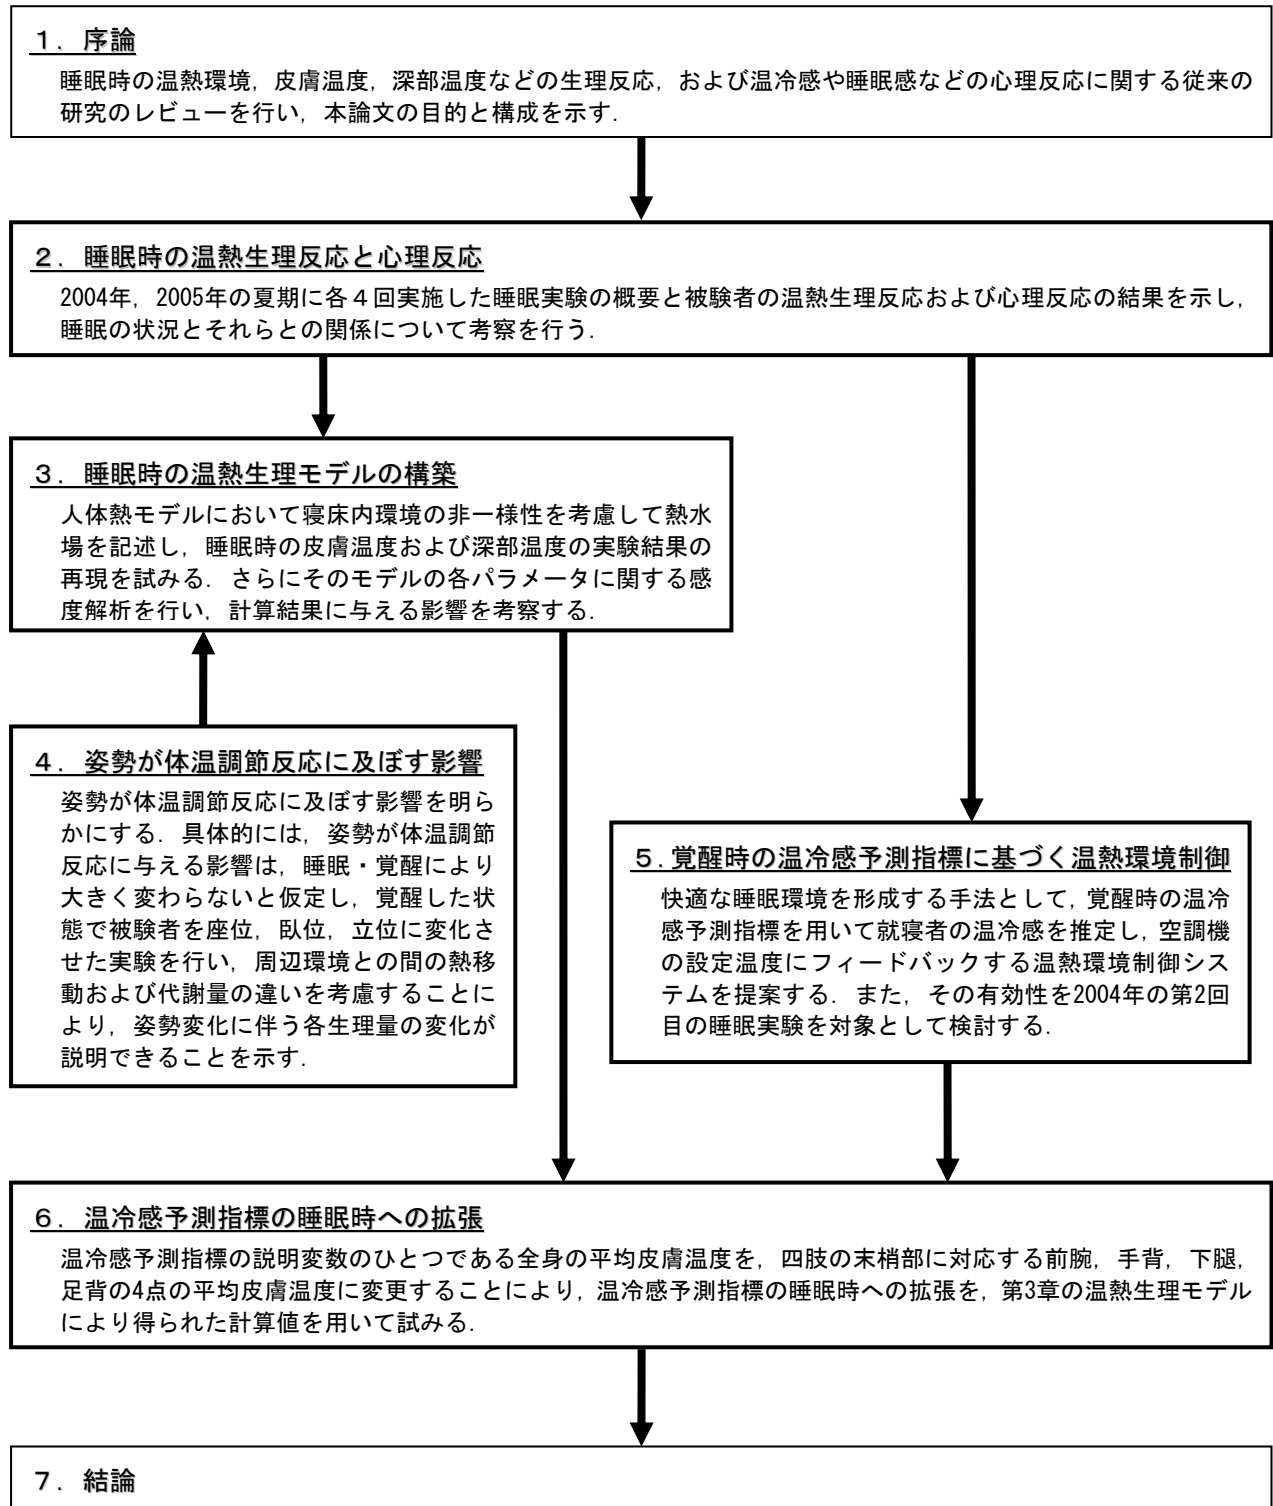 １．序論
睡眠時の温熱環境，皮膚温度，深部温度などの生理反応，および温冷感や睡眠感などの心理反応に関する従来の
研究のレビューを行い，本論文の目的と構成を示す．
２．睡眠時の温熱生理反応と心理反応
2004年，2005年の夏期に各４回実施した睡眠実験の概要と被験者の温熱生理反応および心理反応の結果を示し，
睡眠の状況とそれらとの関係について考察を行う．
３．睡眠時の温熱生理モデルの構築
人体熱モデルにおいて寝床内環境の非一様性を考慮して熱水
場を記述し，睡眠時の皮膚温度および深部温度の実験結果の
再現を試みる．さらにそのモデルの各パラメータに関する感
度解析を行い，計算結果に与える影響を考察する．
４．姿勢が体温調節反応に及ぼす影響
姿勢が体温調節反応に及ぼす影響を明ら
かにする．具体的には，姿勢が体温調節
反応に与える影響は，睡眠・覚醒により
大きく変わらないと仮定し，覚醒した状
態で被験者を座位，臥位，立位に変化さ
せた実験を行い，周辺環境との間の熱移
動および代謝量の違いを考慮することに
より，姿勢変化に伴う各生理量の変化が
説明できることを示す．
５．覚醒時の温冷感予測指標に基づく温熱環境制御
快適な睡眠環境を形成する手法として，覚醒時の温冷
感予測指標を用いて就寝者の温冷感を推定し，空調機
の設定温度にフィードバックする温熱環境制御シス
テムを提案する．また，その有効性を2004年の第2回
目の睡眠実験を対象として検討する．
６．温冷感予測指標の睡眠時への拡張
温冷感予測指標の説明変数のひとつである全身の平均皮膚温度を，四肢の末梢部に対応する前腕，手背，下腿，
足背の4点の平均皮膚温度に変更することにより，温冷感予測指標の睡眠時への拡張を，第3章の温熱生理モデル
により得られた計算値を用いて試みる．
７．結論